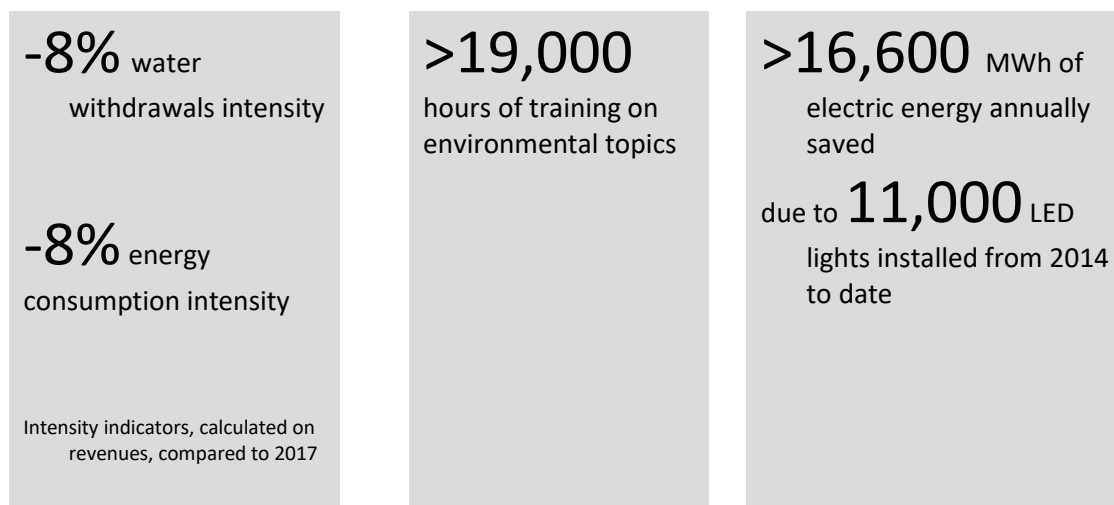 -8% water
withdrawals intensity
-8% energy
consumption intensity
Intensity indicators, calculated on
revenues, compared to 2017
>19,000
hours of training on
environmental topics
>16,600 MWh of
electric energy annually
saved
due to 11,000 LED
lights installed from 2014
to date